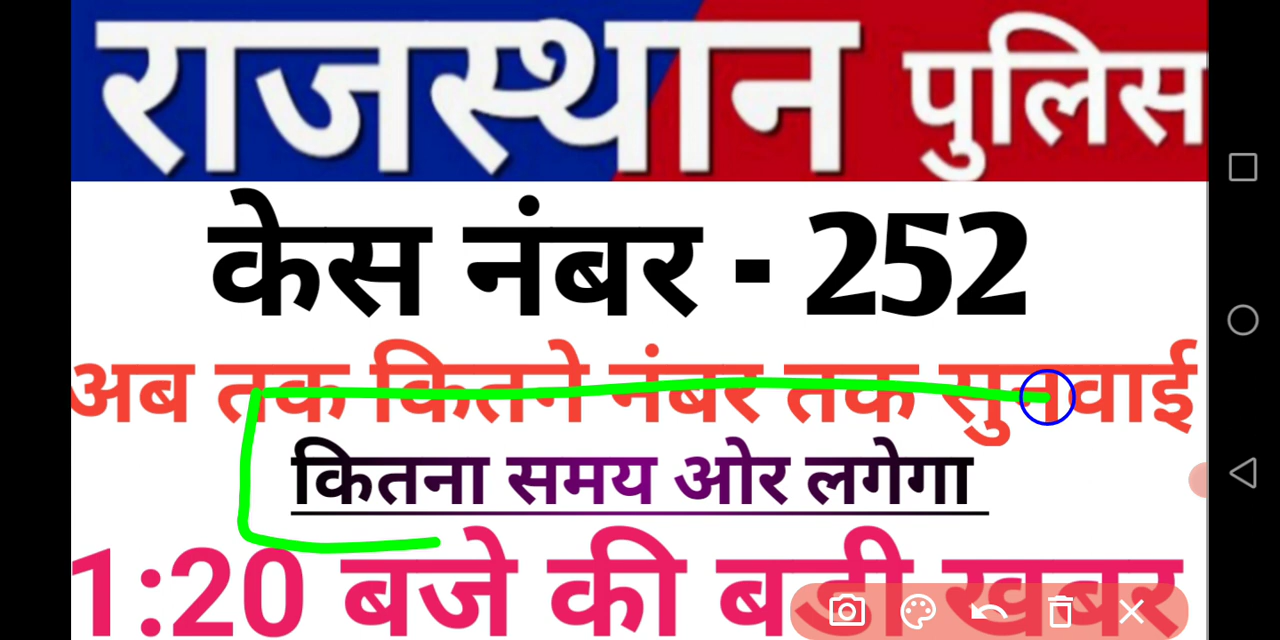 राजस्थान पुलिस
केस नंबर - 252
अब तक कितने नंबर तक सुनवाई
कितना समय ओर लगेगा
1:20 बजे की बडी खबर